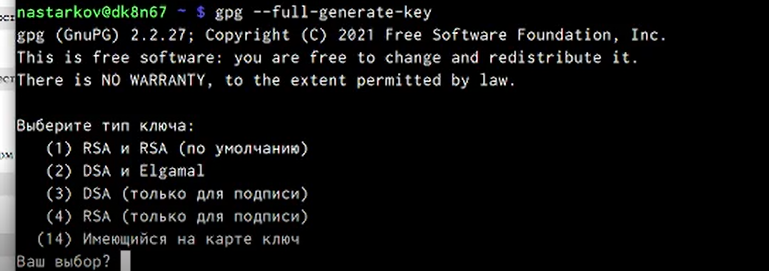 nastarkov@dk8n67 ~ $ gpg --full-generate-key
gpg (GnuPG) 2.2.27; Copyright (C) 2021 Free Software Foundation, Inc.
This is free software: you are free to change and redistribute it.
There is NO WARRANTY, to the extent permitted by law.
Выберите тип ключа:
(1) RSA и RSA (по умолчанию)
(2) DSA и Elgamal
(3) DSA (только для подписи)
(4) RSA (только для подписи)
(14) Имеющийся на карте ключ
Ваш выбор?